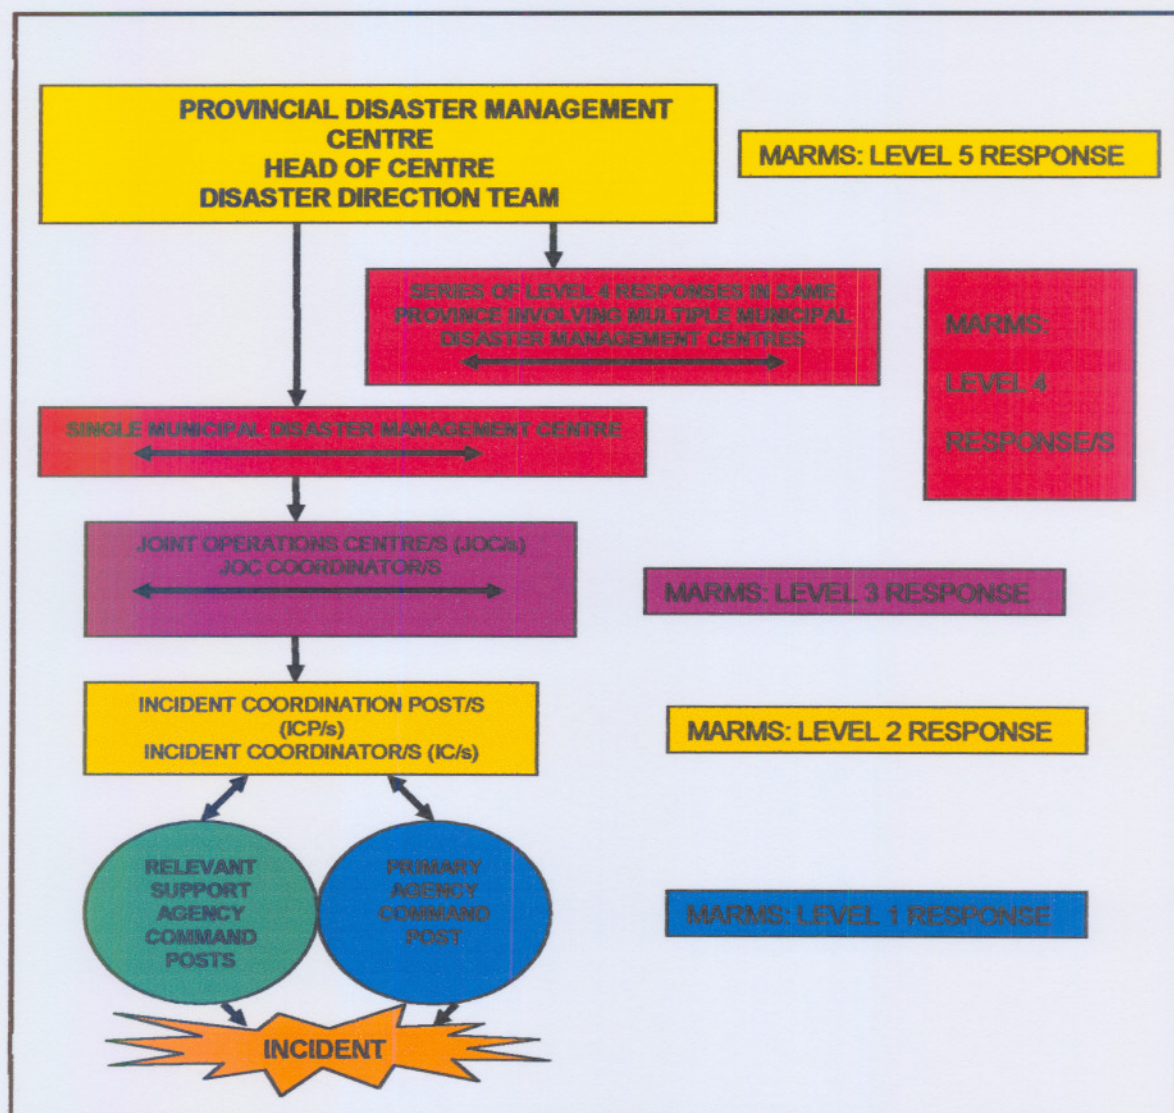 PROVINCIAL DISASTER MANAGEMENT
CENTRE
HEAD OF CENTRE
DISASTER DIRECTION TEAM
MARMS: LEVEL 5 RESPONSE
SERIES OF LEVEL 4 RESPONSES IN SAME
PROVINCE INVOLVING MULTIPLE MUNICIPAL
DISASTER MANAGEMENT CENTRES
MARMS:
LEVEL 4
RESPONSE/S
SINGLE MUNICIPAL DISASTER MANAGEMENT CENTRE
JOINT OPERATIONS CENTRE/S (JOC/s)
JOC COORDINATOR/S
MARMS: LEVEL 3 RESPONSE
INCIDENT COORDINATION POST/S
(ICP/s)
INCIDENT COORDINATOR/S (IC/s)
MARMS: LEVEL 2 RESPONSE
RELEVANT
SUPPORT
AGENCY
COMMAND
POSTS
PRIMARY
AGENCY
COMMAND
POST
MARMS: LEVEL 1 RESPONSE
INCIDENT